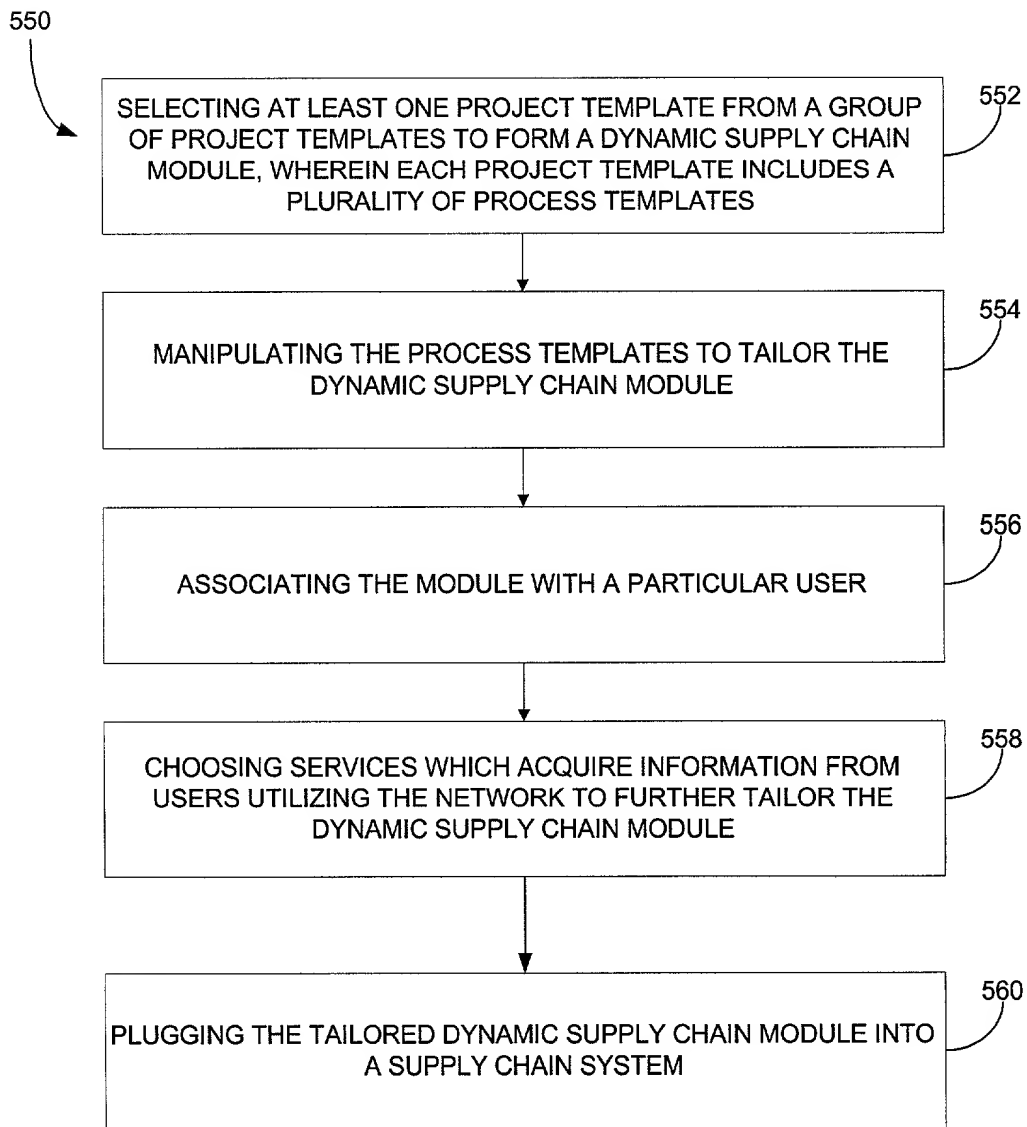 550
SELECTING AT LEAST ONE PROJECT TEMPLATE FROM A GROUP
OF PROJECT TEMPLATES TO FORM A DYNAMIC SUPPLY CHAIN
MODULE, WHEREIN EACH PROJECT TEMPLATE INCLUDES A
PLURALITY OF PROCESS TEMPLATES
552
MANIPULATING THE PROCESS TEMPLATES TO TAILOR THE
DYNAMIC SUPPLY CHAIN MODULE
554
ASSOCIATING THE MODULE WITH A PARTICULAR USER
556
CHOOSING SERVICES WHICH ACQUIRE INFORMATION FROM
USERS UTILIZING THE NETWORK TO FURTHER TAILOR THE
DYNAMIC SUPPLY CHAIN MODULE
558
PLUGGING THE TAILORED DYNAMIC SUPPLY CHAIN MODULE INTO
A SUPPLY CHAIN SYSTEM
560